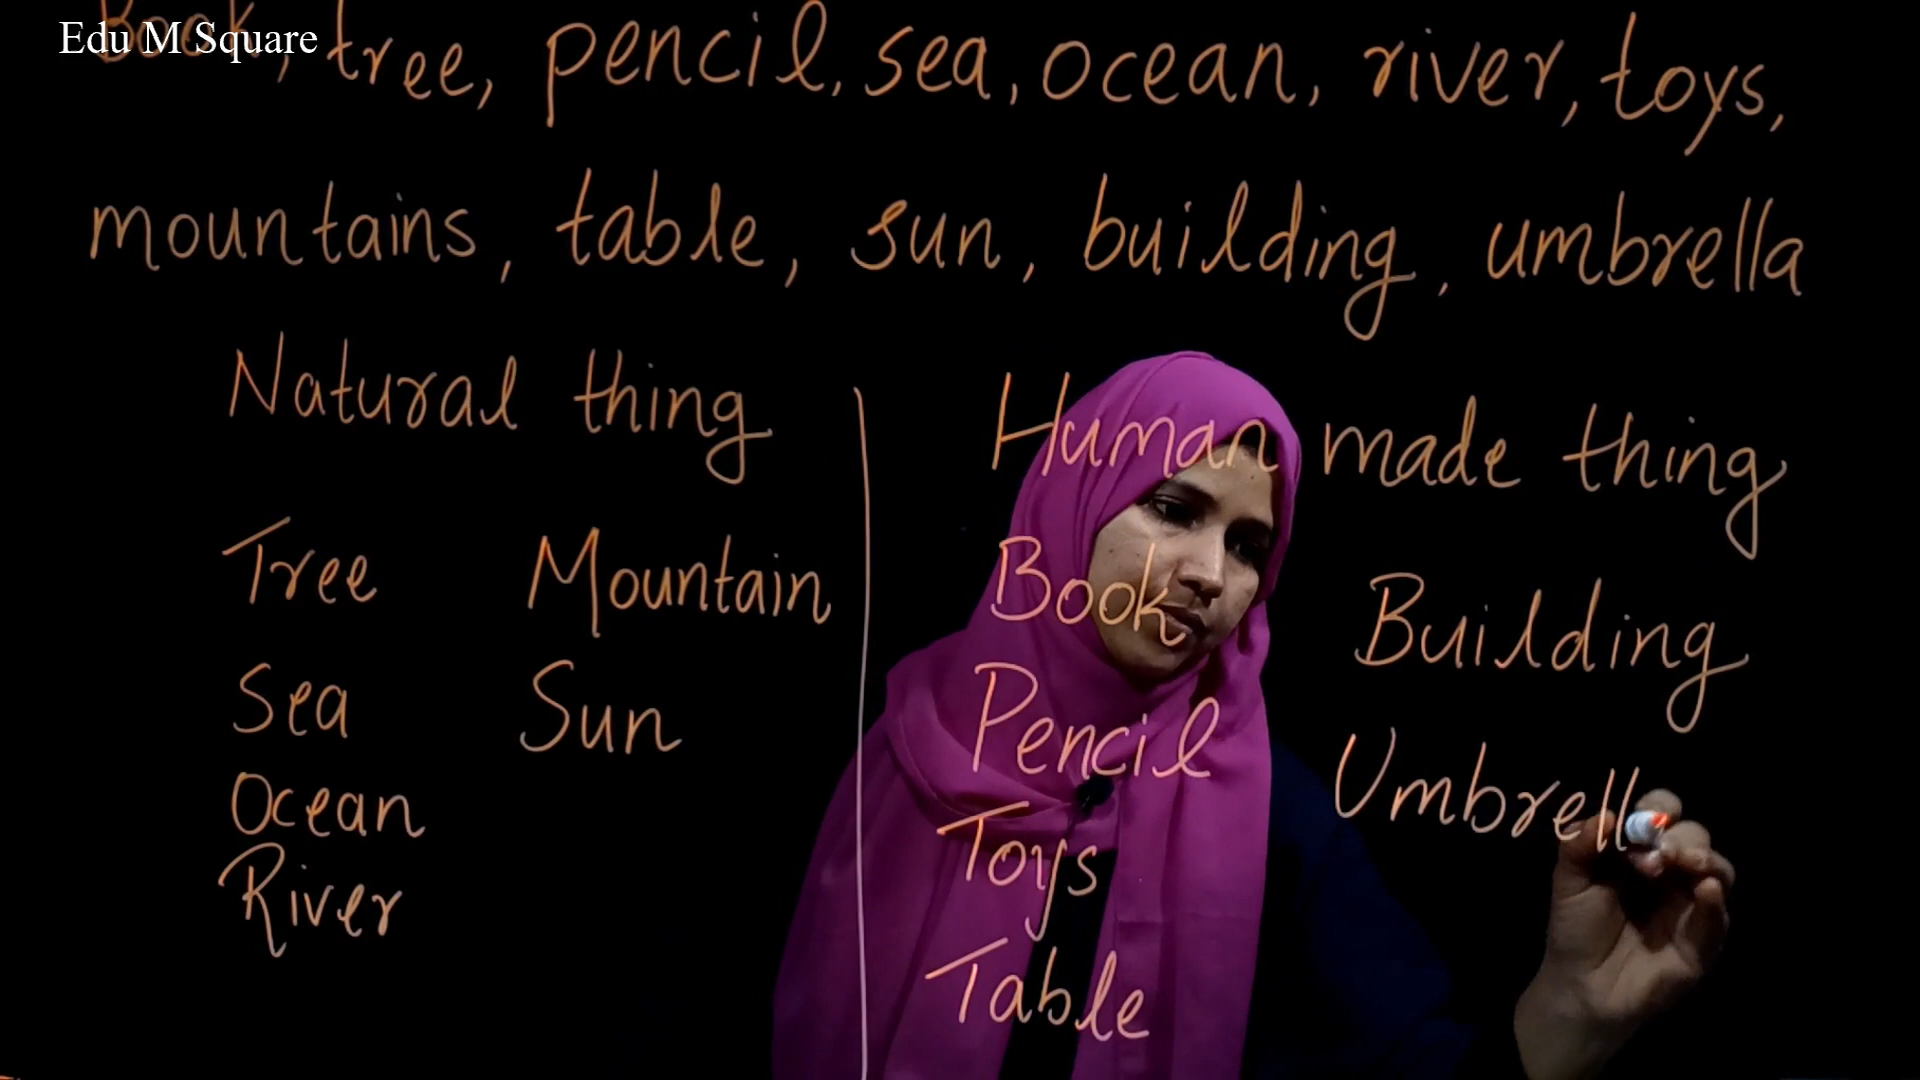 Edu M Square
Book, tree, pencil, sea, ocean, river, toys,
mountains, table, sun, building, umbrella
Natural thing
Human made thing
Tree Mountain
Sea Sun
Ocean
River
Book Building
Pencil Umbrell
Toys
Table